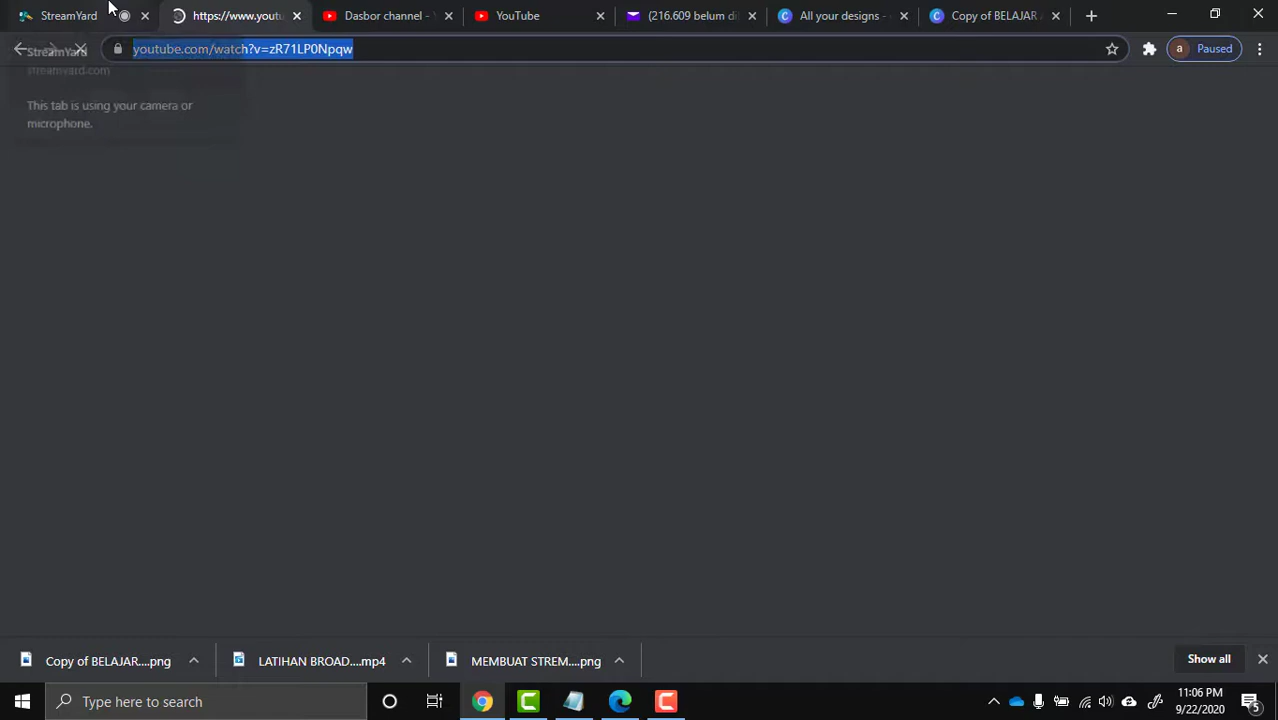 StreamYard
https://www.youtu
Dasbor channel - Y
YouTube
(216.609 belum di
All your designs -
Copy of BELAJAR A
youtube.com/watch?v=zR71LP0Npqw
a
Paused
StreamYard
streamyard.com
This tab is using your camera or
microphone.
Copy of BELAJAR....png
LATIHAN BROAD....mp4
MEMBUAT STREM....png
Show all
Type here to search
11:06 PM
9/22/2020
5